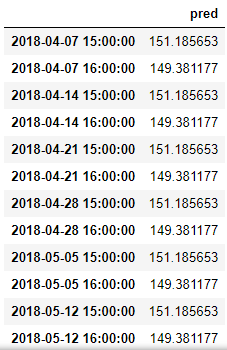 pred
2018-04-07 15:00:00 151.185653
2018-04-07 16:00:00 149.381177
2018-04-14 15:00:00 151.185653
2018-04-14 16:00:00 149.381177
2018-04-21 15:00:00 151.185653
2018-04-21 16:00:00 149.381177
2018-04-28 15:00:00 151.185653
2018-04-28 16:00:00 149.381177
2018-05-05 15:00:00 151.185653
2018-05-05 16:00:00 149.381177
2018-05-12 15:00:00 151.185653
2018-05-12 16:00:00 149.381177